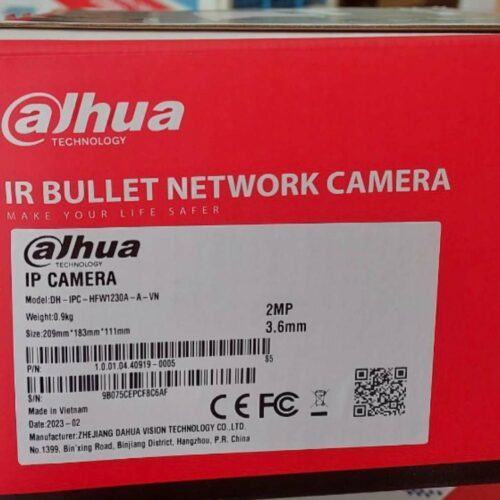 alhua
TECHNOLOGY
IR BULLET NETWORK CAMERA
MAKE YOUR LIFE SAFER
alhua
TECHNOLOGY
IP CAMERA
Model:DH-IPC-HFW1230A-A-VN
Weight:0.9kg
Size:209mm*183mm*111mm
2MP
3.6mm
P/N: 1.0.01.04.40919-0005 $5
S/N: 9B075CEPCF8C6AF
Made in Vietnam
Date:2023-02
CE FC
Manufacturer:ZHEJIANG DAHUA VISION TECHNOLOGY CO., LTD.
No.1399, Bin'xing Road, Binjiang District, Hangzhou, P.R. China